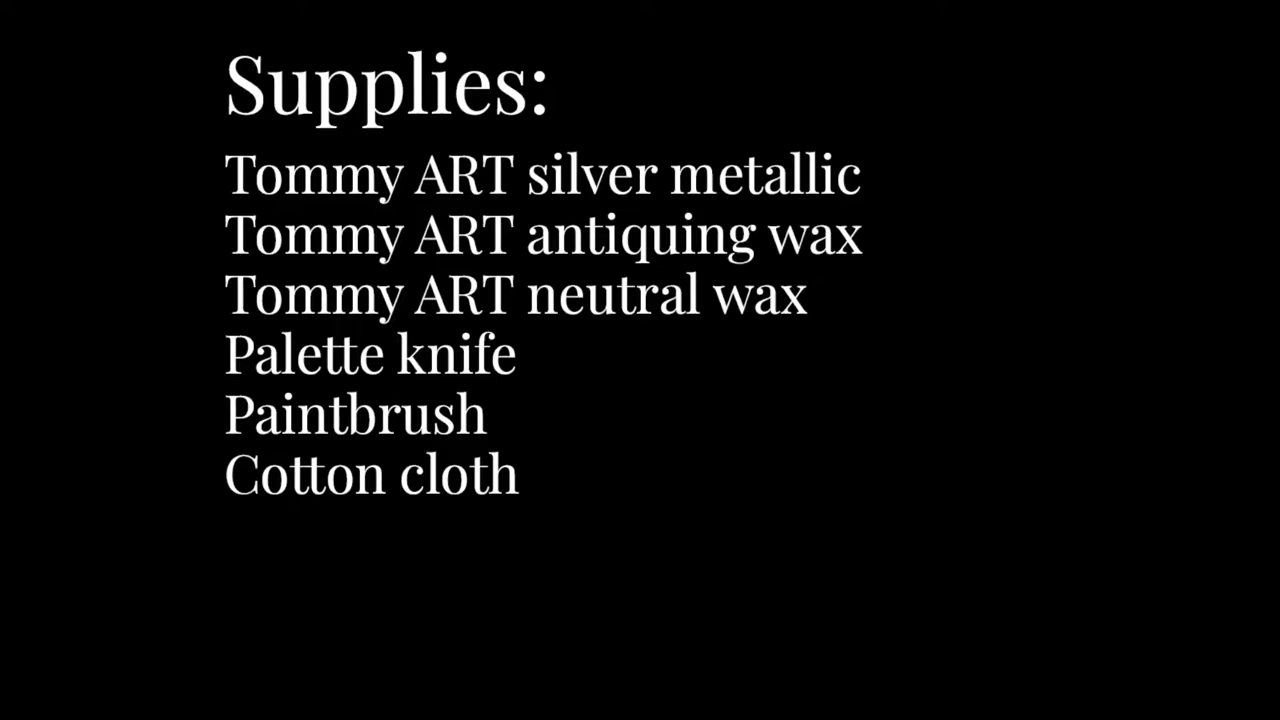 Supplies:
Tommy ART silver metallic
Tommy ART antiquing wax
Tommy ART neutral wax
Palette knife
Paintbrush
Cotton cloth